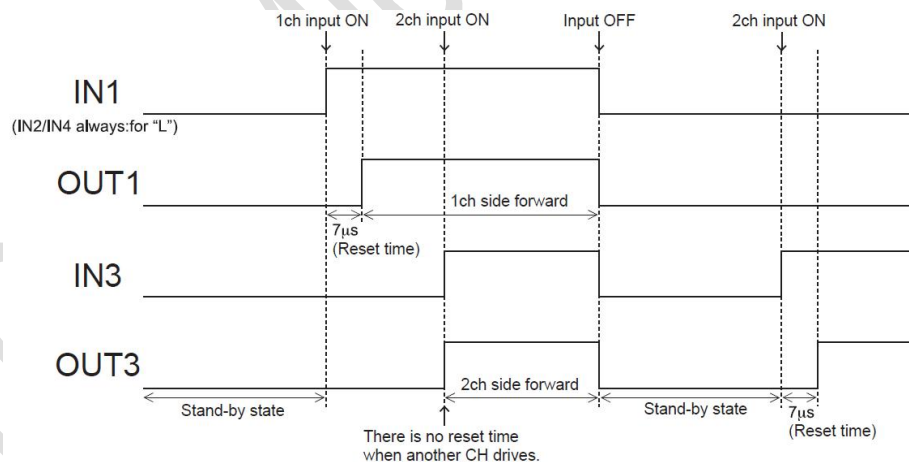 1ch input ON
2ch input ON
Input OFF
2ch input ON
IN1
(IN2/IN4 always:for “L”)
OUT1
1ch side forward
7μs
(Reset time)
IN3
OUT3
2ch side forward
Stand-by state
Stand-by state
7μs
(Reset time)
There is no reset time
when another CH drives.